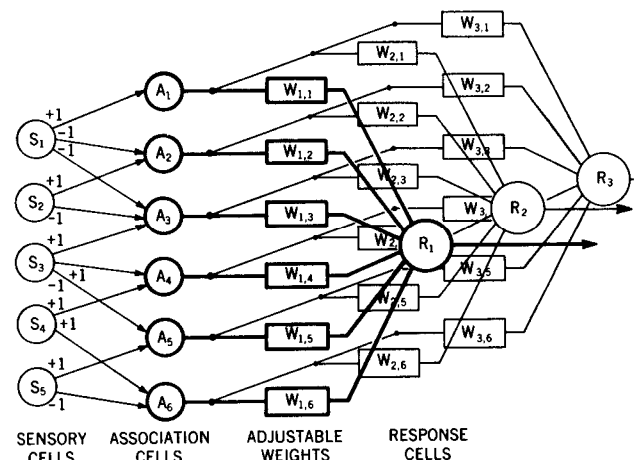 W3,1
W2,1
+1
A1
W1,1
W3,2
S1
-1
-1
W2,2
A2
W1,2
W3,3
+1
W2,3
R3
S2
-1
A3
W1,3
W3,
R2
+1
W2,
R1
S3
+1
A4
W1,4
W3,5
-1
+1
W2,5
S4
+1
A5
W1,5
W3,6
+1
W2,6
S5
-1
A6
W1,6
SENSORY CELLS
ASSOCIATION CELLS
ADJUSTABLE WEIGHTS
RESPONSE CELLS